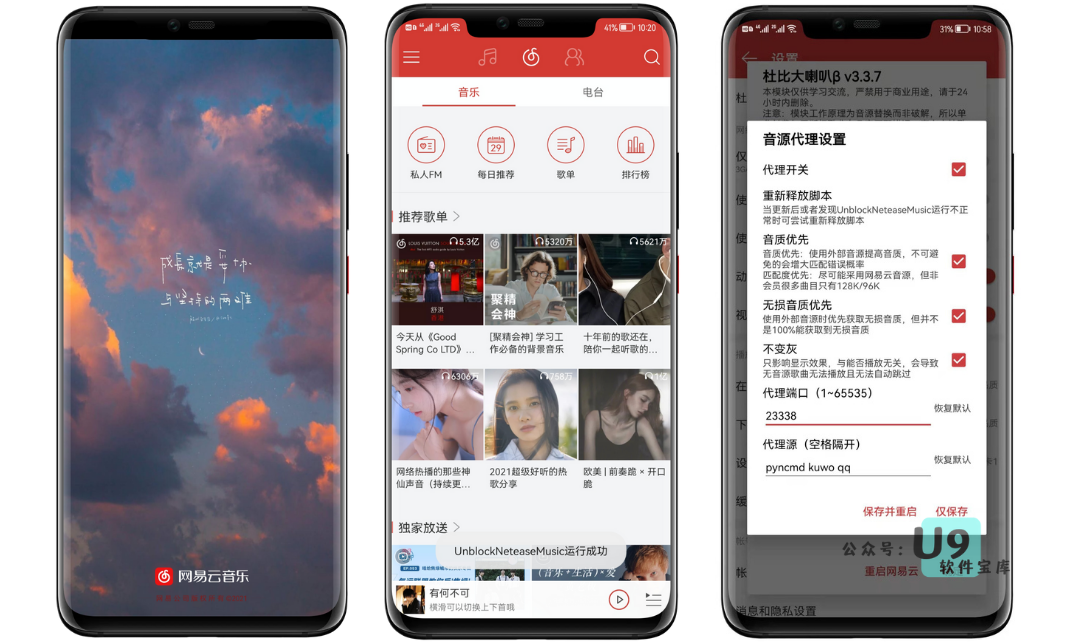 成长就是学十小
与坚持的两难
网易云音乐
41% 10:20
音乐
电台
29
私人FM
每日推荐
歌单
排行榜
推荐歌单
LOUIS VUITTON
5.3亿
5320万
5621万
舒淇
聚精
会神
今天从《Good
Spring Co LTD》...
[聚精会神] 学习工
作必备的背景音乐
十年前的歌还在，
陪你一起听歌的...
6306万
758万
1亿
网络热播的那些神
仙声音（持续更...
2021超级好听的热
歌分享
欧美 | 前奏跪 × 开口
脆
独家放送
UnblockNeteaseMusic运行成功
(音乐+生活)·爱
有何不可
横滑可以切换上下首哦
31% 10:58
设置
杜比大喇叭β v3.3.7
本模块仅供学习交流，严禁用于商业用途，请于24
小时内删除。
注意：模块工作原理为音源替换而非破解，所以单
音源代理设置
代理开关
重新释放脚本
当更新后或者发现UnblockNeteaseMusic运行不正
常时可尝试重新释放脚本
音质优先
音质优先：使用外部音源提高音质，不可避
免的会增大匹配错误概率
匹配度优先：尽可能采用网易云音源，但非
会员很多曲目只有128K/96K
无损音质优先
使用外部音源时优先获取无损音质，但并不
是100%能获取到无损音质
不变灰
只影响显示效果，与能否播放无关，会导致
无音源歌曲无法播放且无法自动跳过
代理端口（1~65535）
23338
恢复默认
代理源（空格隔开）
pyncmd kuwo qq
恢复默认
保存并重启
仅保存
公众号：U9
软件宝库
重启网易云
消息和隐私设置